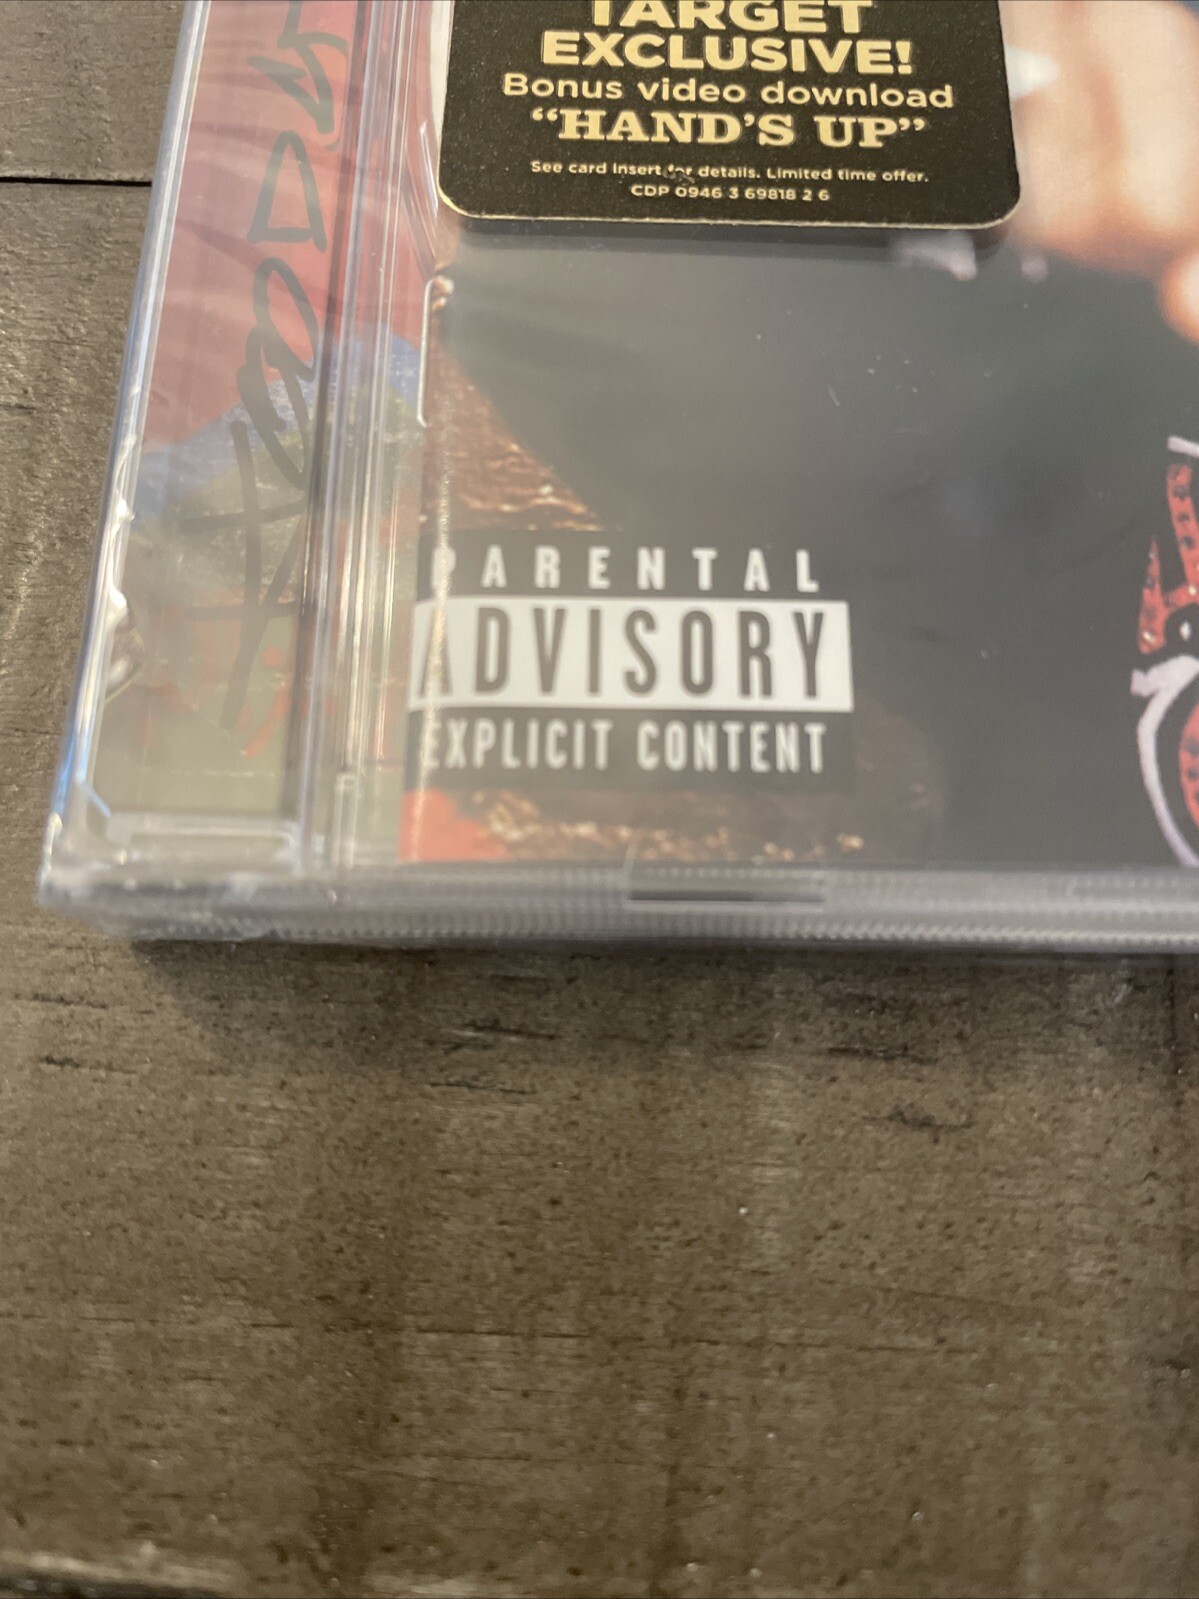 TARGET
EXCLUSIVE!
Bonus video download
“HAND'S UP”
See card insert for details. Limited time offer.
CDP 0946 3 69818 2 6
PARENTAL
ADVISORY
EXPLICIT CONTENT